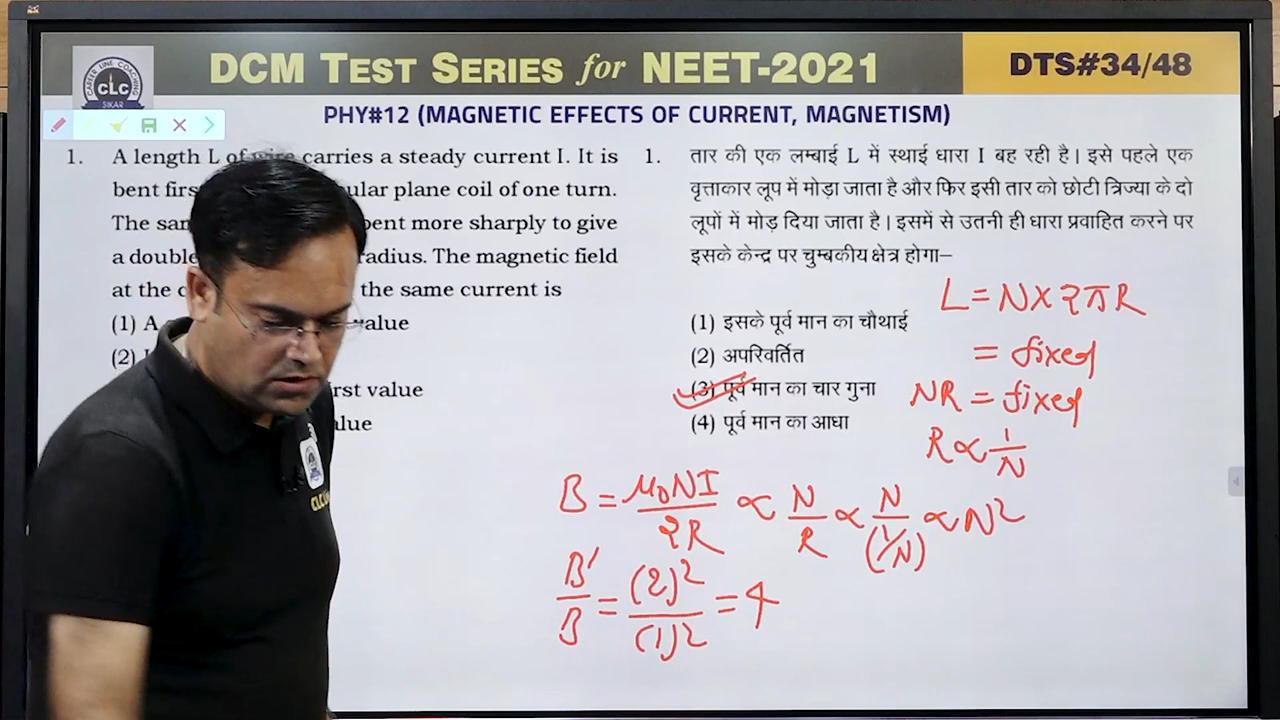 DCM TEST SERIES for NEET-2021
DTS#34/48
CAREER LINE COACHING
CLC
SIKAR
PHY#12 (MAGNETIC EFFECTS OF CURRENT, MAGNETISM)
1. A length L of wire carries a steady current I. It is
bent firs ular plane coil of one turn.
The sam bent more sharply to give
a double radius. The magnetic field
at the c the same current is
(1) A value
(2)
irst value
lue
1. तार की एक लम्बाई L में स्थाई धारा I बह रही है। इसे पहले एक
वृत्ताकार लूप में मोड़ा जाता है और फिर इसी तार को छोटी त्रिज्या के दो
लूपों में मोड़ दिया जाता है। इसमें से उतनी ही धारा प्रवाहित करने पर
इसके केन्द्र पर चुम्बकीय क्षेत्र होगा–
(1) इसके पूर्व मान का चौथाई
(2) अपरिवर्तित
(3) पूर्व मान का चार गुना
(4) पूर्व मान का आधा
L = N × 2πR
= fixed
NR = fixed
R ∝ 1/N
B = μ₀NI/2R ∝ N/R ∝ N/(1/N) ∝ N²
B'/B = (2)²/(1)² = 4